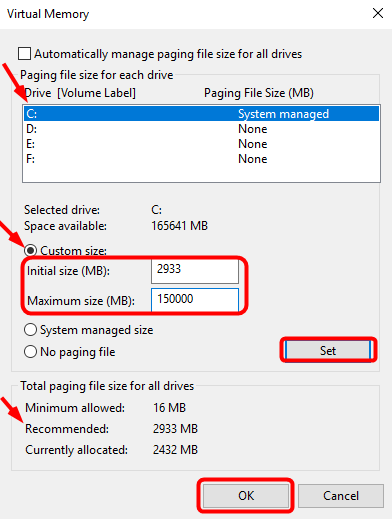 Virtual Memory
Automatically manage paging file size for all drives
Paging file size for each drive
Drive [Volume Label] Paging File Size (MB)
C: System managed
D: None
E: None
F: None
Selected drive: C:
Space available: 165641 MB
Custom size:
Initial size (MB): 2933
Maximum size (MB): 150000
System managed size
No paging file Set
Total paging file size for all drives
Minimum allowed: 16 MB
Recommended: 2933 MB
Currently allocated: 2432 MB
OK Cancel